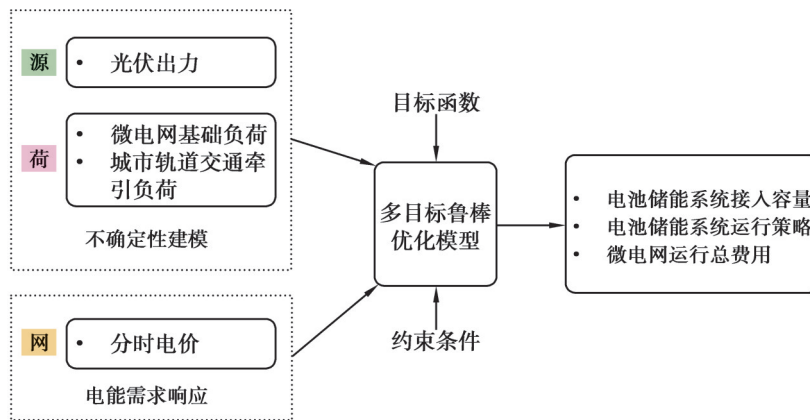 源
• 光伏出力
荷
• 微电网基础负荷
• 城市轨道交通牵
引负荷
不确定性建模
网
• 分时电价
电能需求响应
目标函数
多目标鲁棒
优化模型
约束条件
• 电池储能系统接入容量
• 电池储能系统运行策略
• 微电网运行总费用